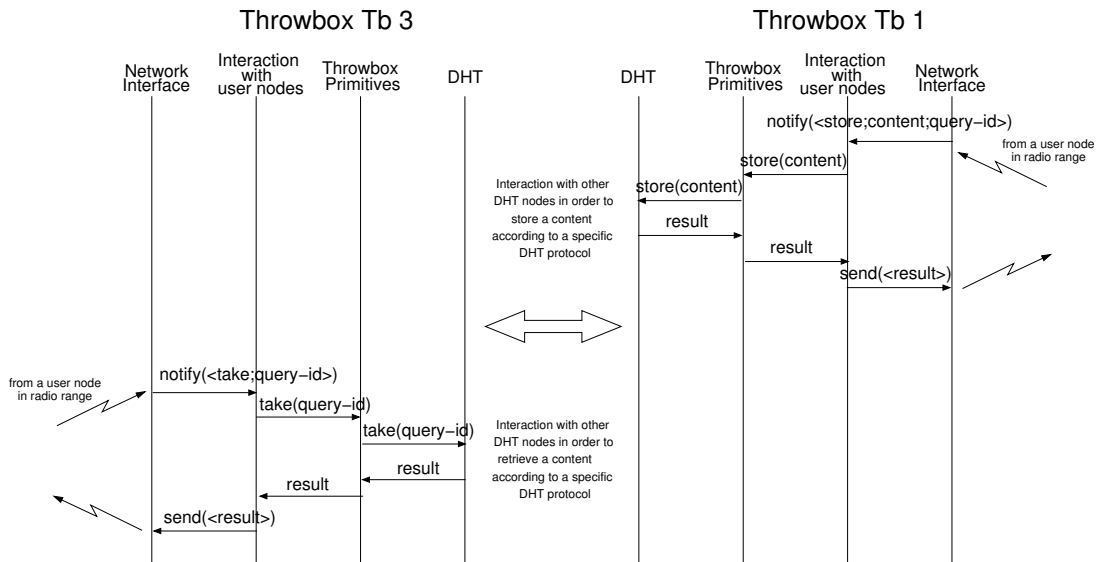 Throwbox Tb 3
Throwbox Tb 1
Network
Interface
Interaction
with
user nodes
Throwbox
Primitives
DHT
DHT
Throwbox
Primitives
Interaction
with
user nodes
Network
Interface
notify(<store;content;query−id>)
from a user node
in radio range
store(content)
store(content)
Interaction with other
DHT nodes in order to
store a content
according to a specific
DHT protocol
result
result
send(<result>)
from a user node
in radio range
notify(<take;query−id>)
take(query−id)
take(query−id)
Interaction with other
DHT nodes in order to
retrieve a content
according to a specific
DHT protocol
result
result
send(<result>)